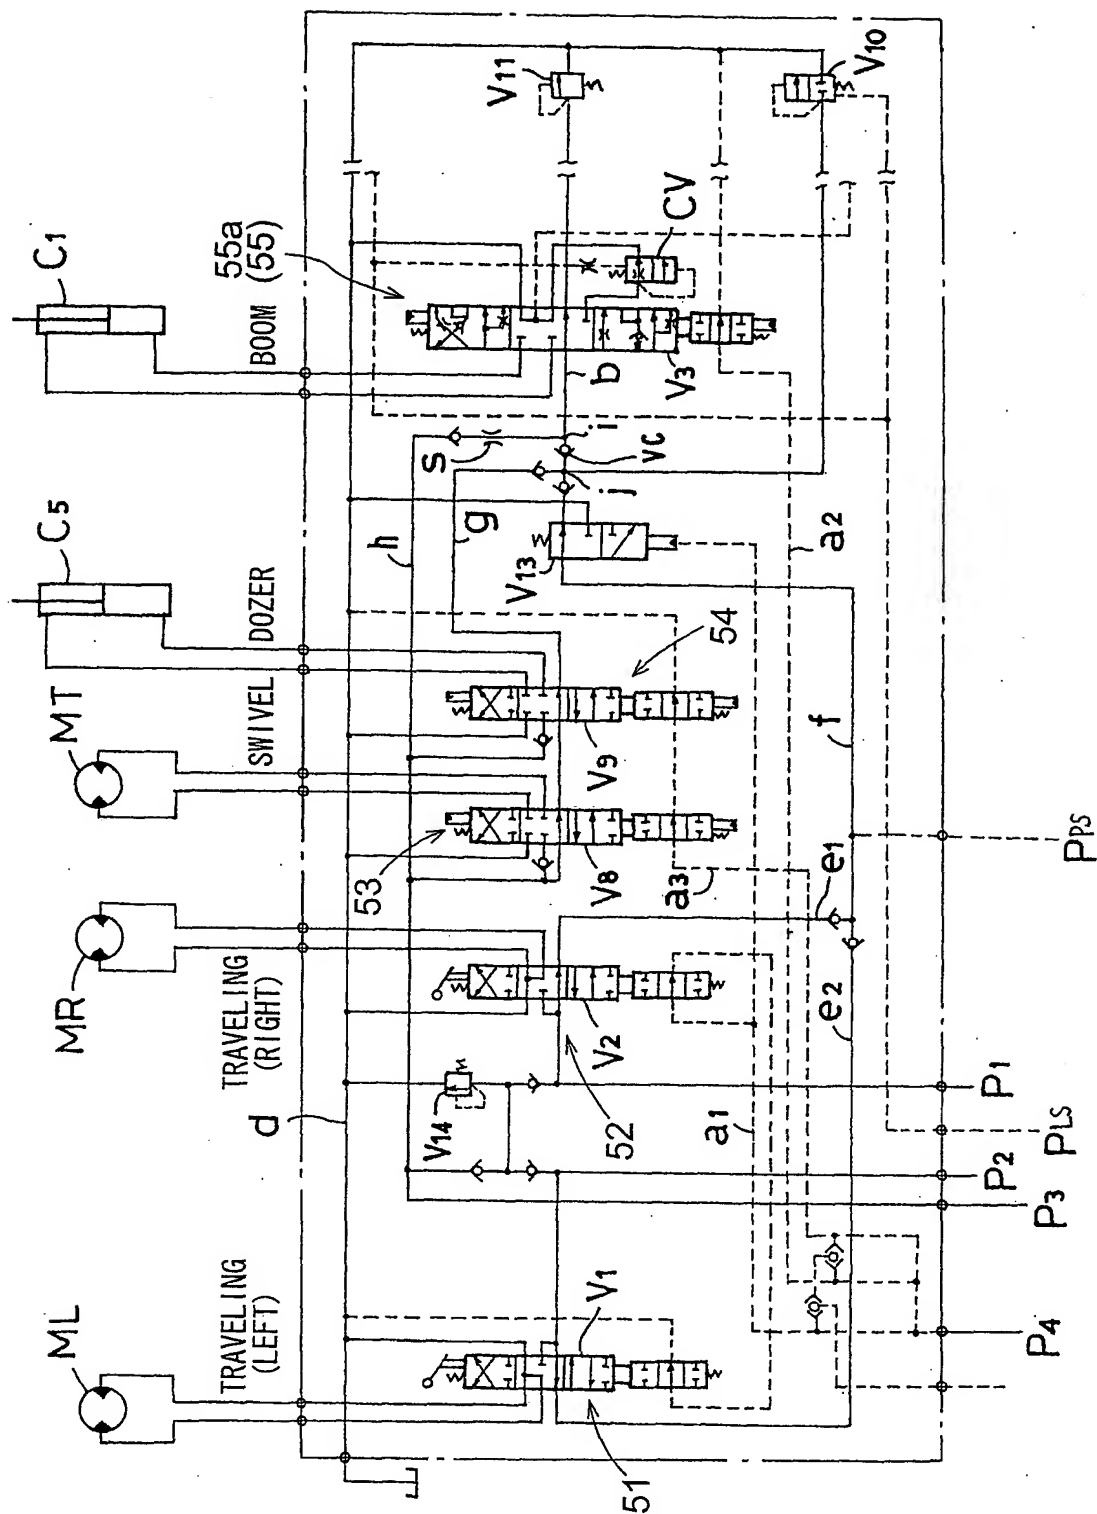 ML
TRAVELING
(LEFT)
MR
TRAVELING
(RIGHT)
MT
SWIVEL
C5
DOZER
C1
BOOM
55a
(55)
d
h
g
s
i
j
b
VC
CV
V11
V10
V14
V13
V3
V9
V8
V2
V1
51
52
53
54
a1
a2
a3
e1
e2
f
P4
P3
P2
PLS
P1
PPS